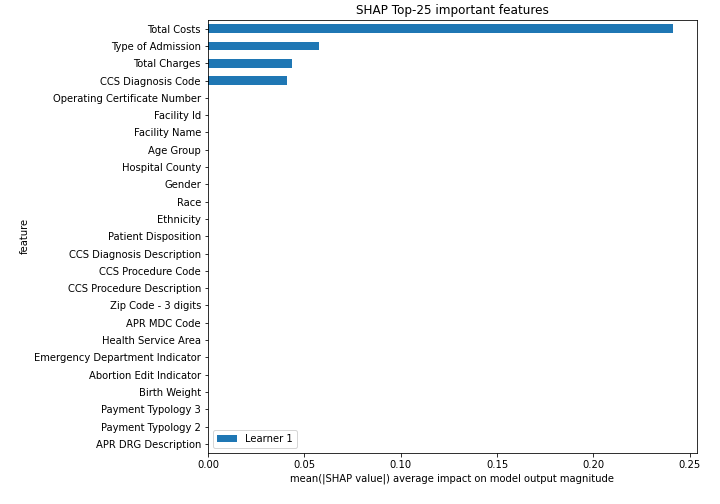 SHAP Top-25 important features
Total Costs
Type of Admission
Total Charges
CCS Diagnosis Code
Operating Certificate Number
Facility Id
Facility Name
Age Group
Hospital County
Gender
Race
Ethnicity
Patient Disposition
CCS Diagnosis Description
CCS Procedure Code
CCS Procedure Description
Zip Code - 3 digits
APR MDC Code
Health Service Area
Emergency Department Indicator
Abortion Edit Indicator
Birth Weight
Payment Typology 3
Payment Typology 2
APR DRG Description
feature
Learner 1
0.00 0.05 0.10 0.15 0.20 0.25
mean(|SHAP value|) average impact on model output magnitude